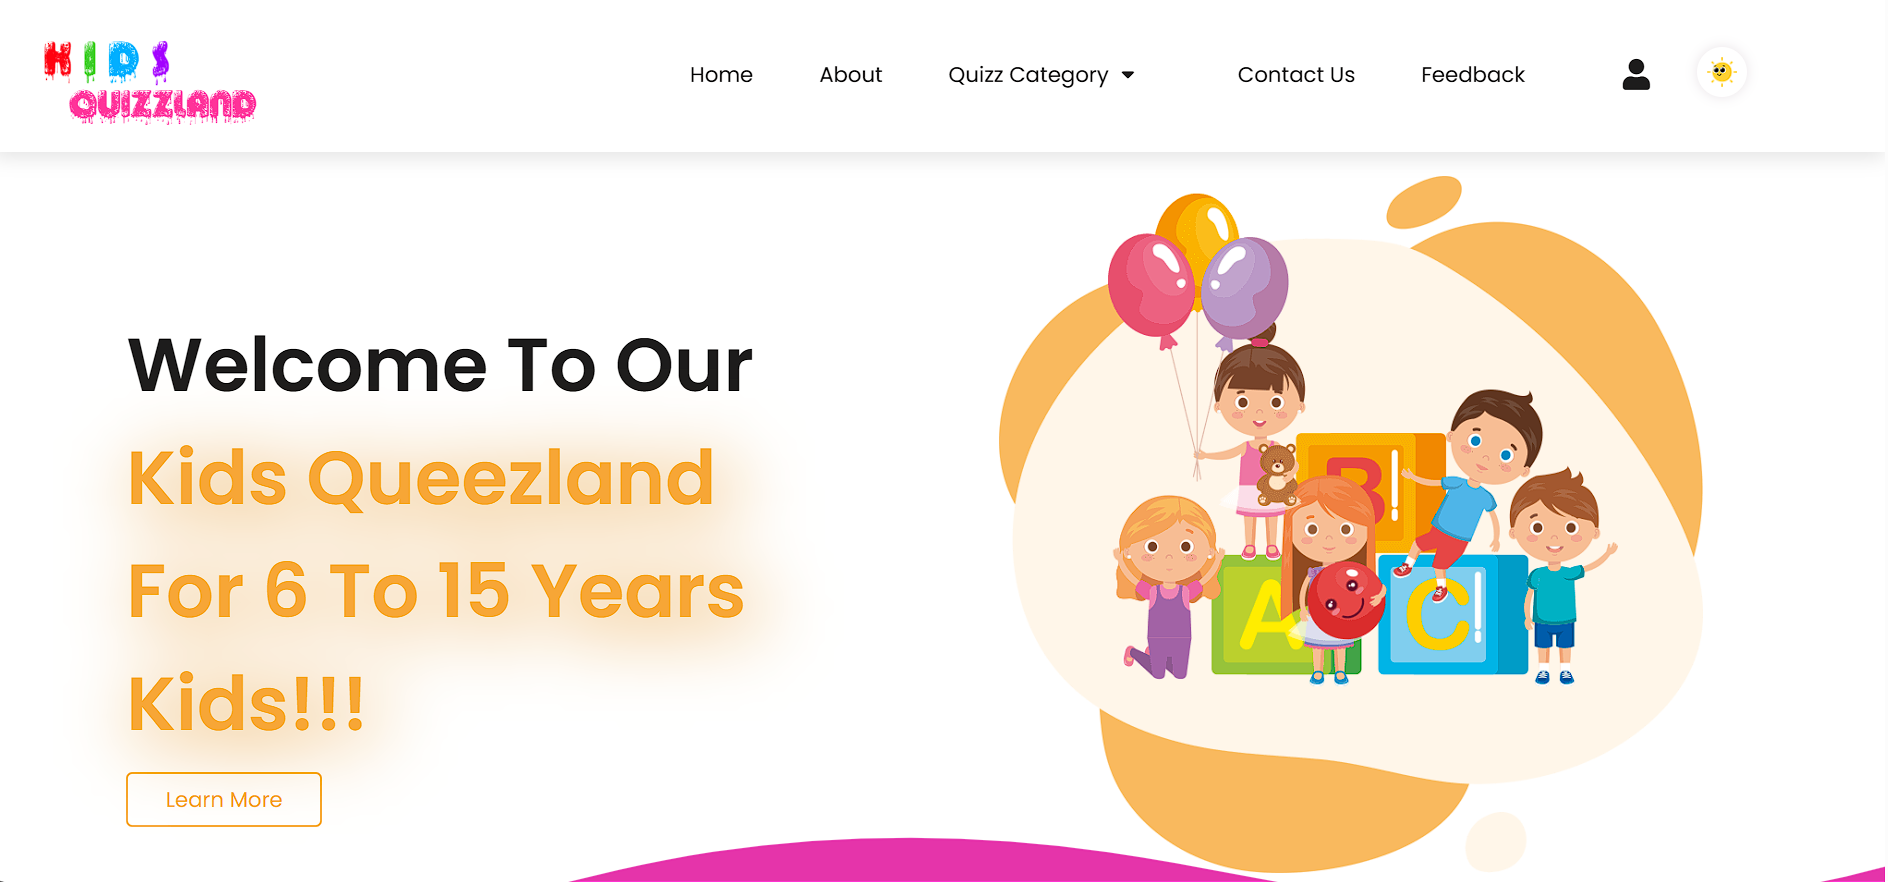 KIDS
QUIZZLAND
Home About Quizz Category Contact Us Feedback
Welcome To Our
Kids Queezland
For 6 To 15 Years
Kids!!!
Learn More
B
A
C